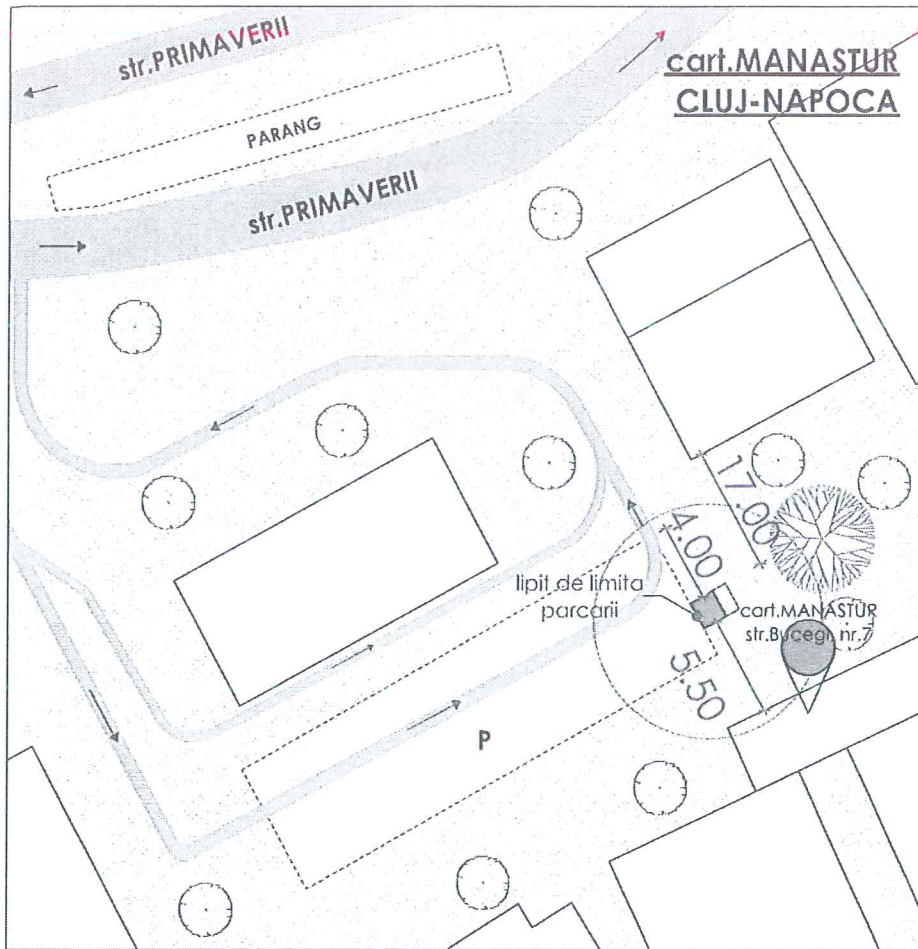 str.PRIMAVERII
cart.MANASTUR
CLUJ-NAPOCA
PARANG
str.PRIMAVERII
17.00
4.00
lipit de limita
parcarii
cart.MANASTUR
str.Bucegi nr.7
5.50
P